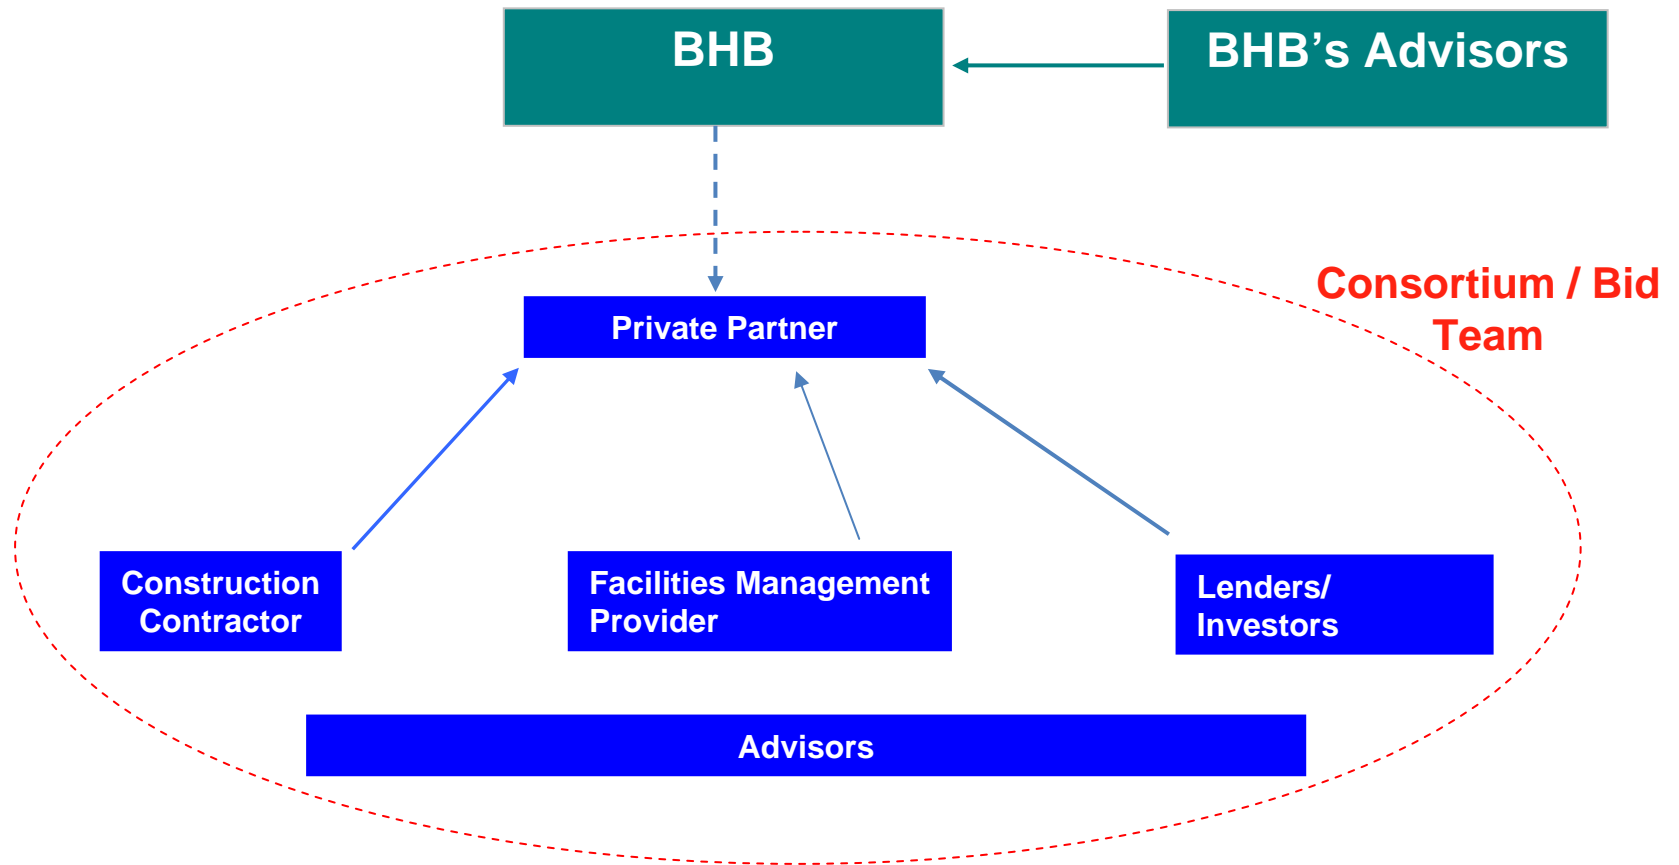 BHB
BHB’s Advisors
Consortium / Bid
Team
Private Partner
Construction
Contractor
Facilities Management
Provider
Lenders/
Investors
Advisors